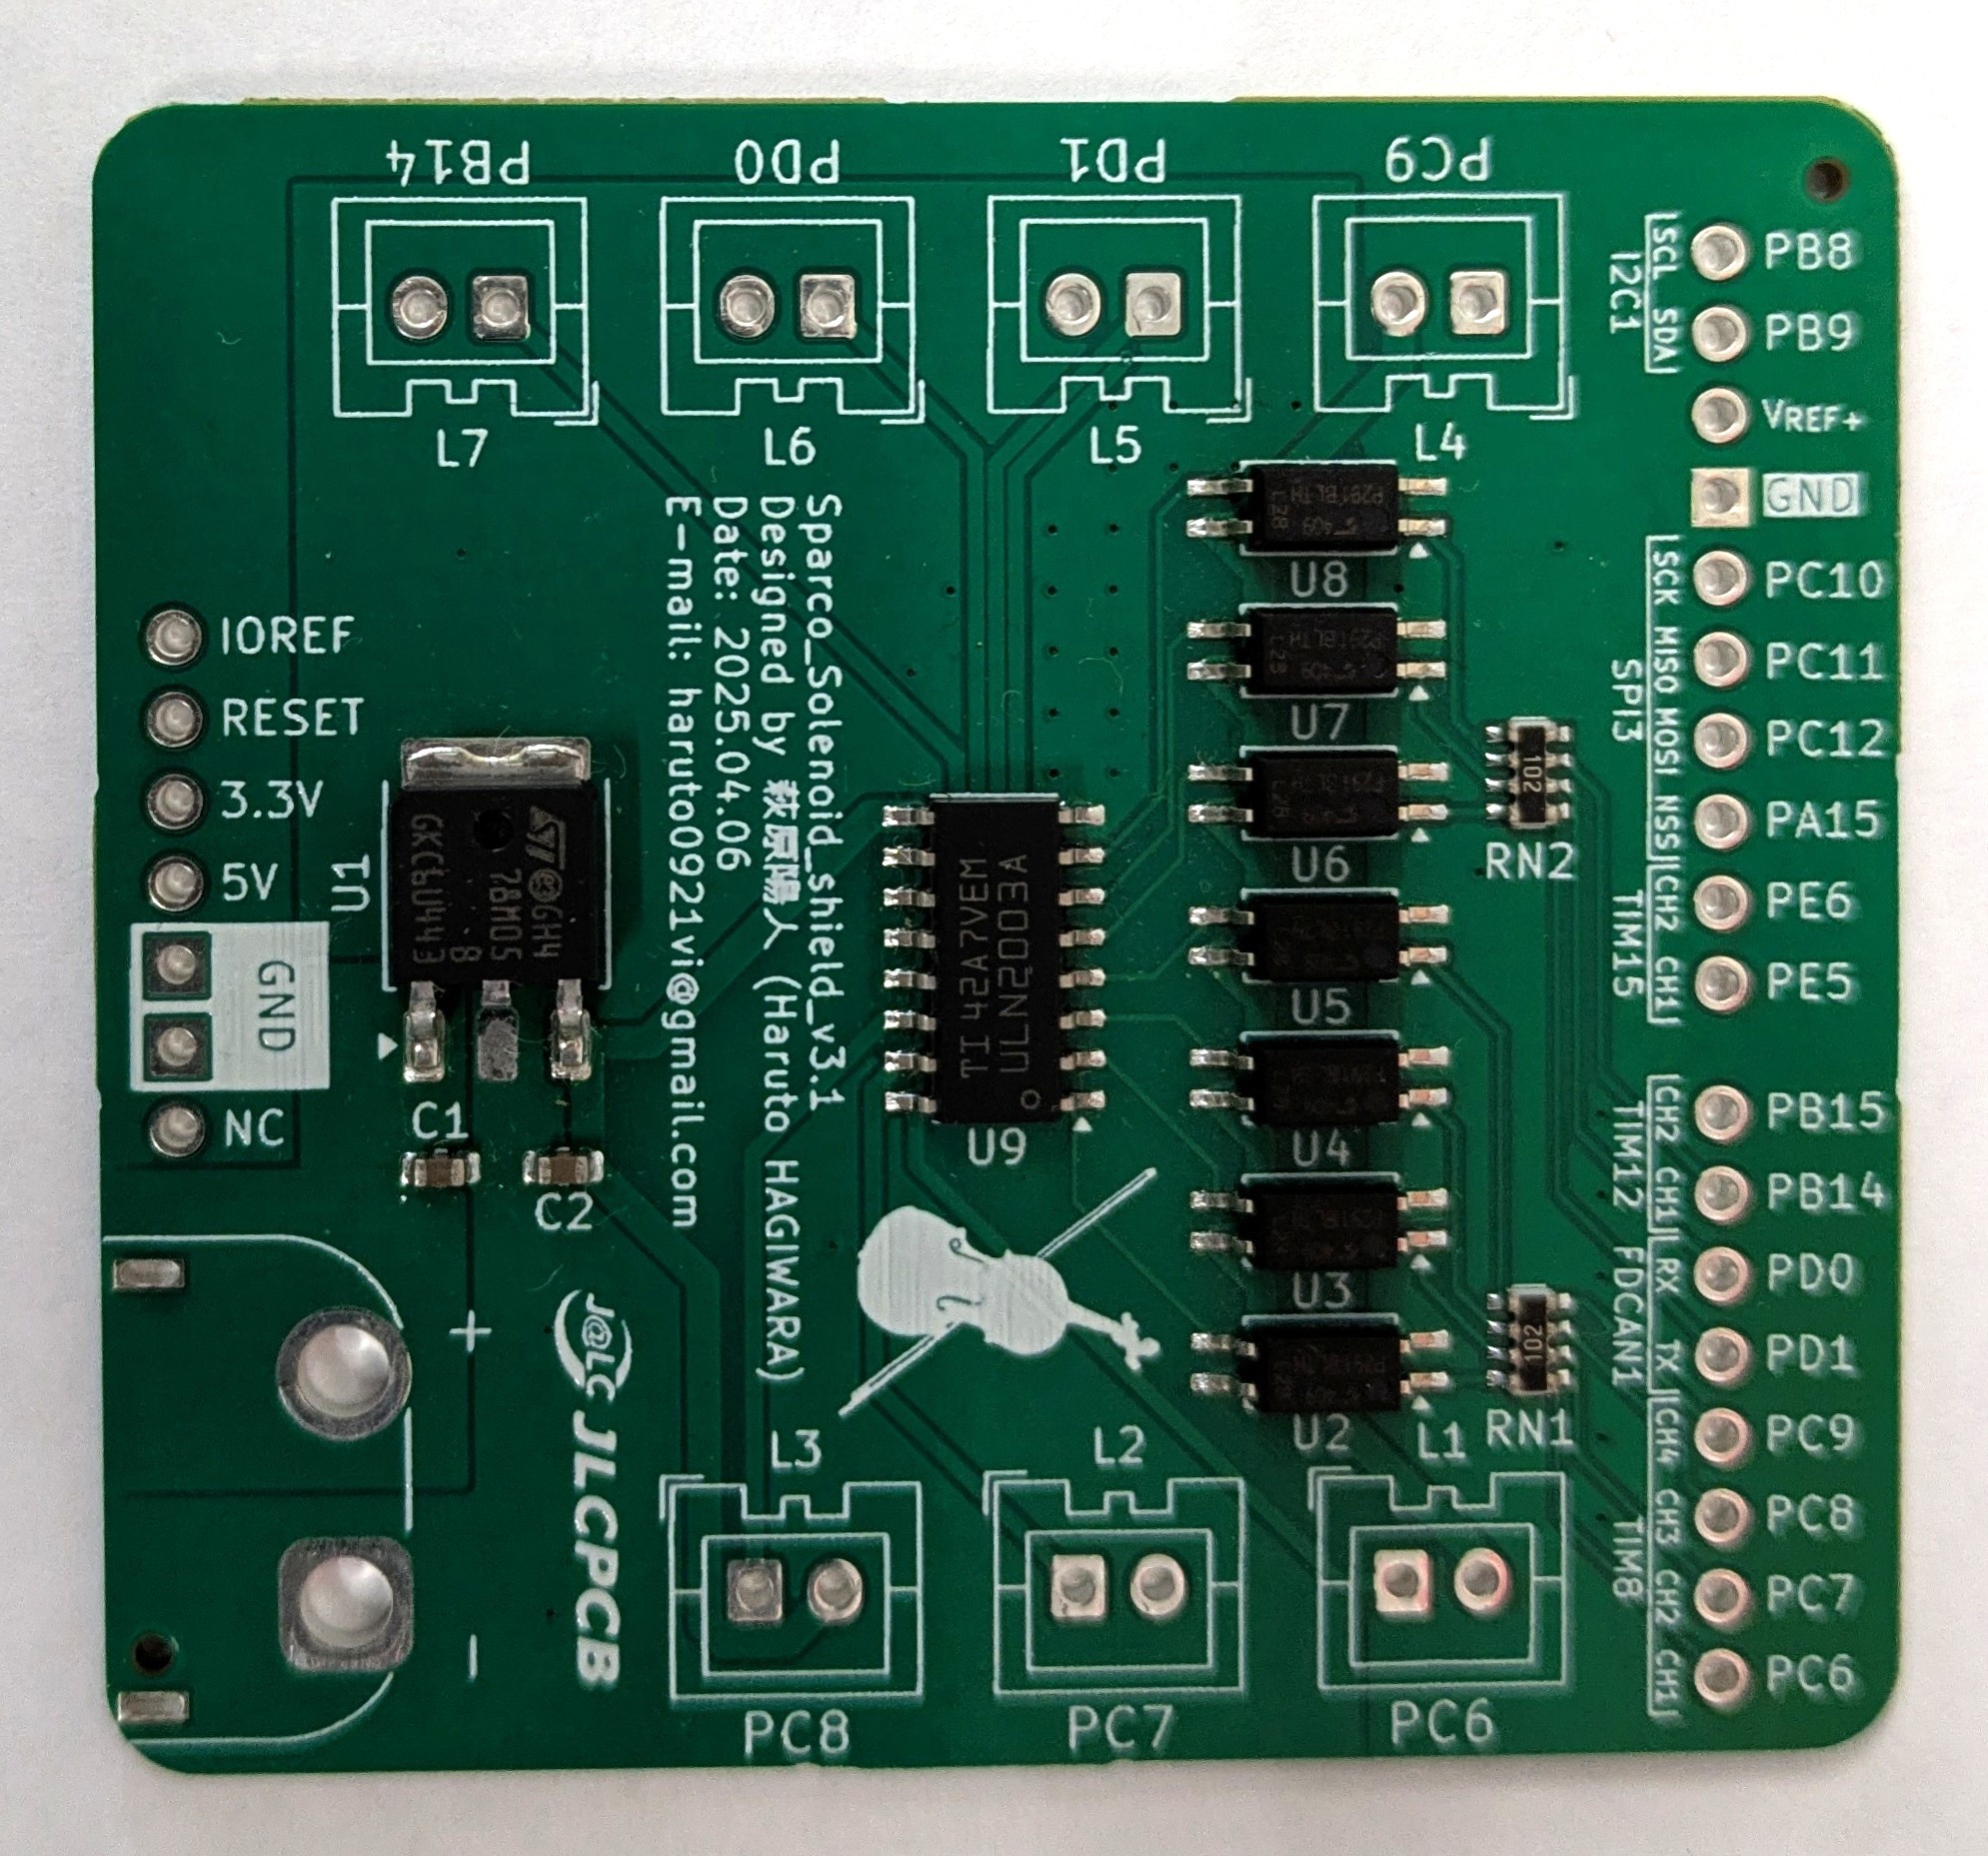 PB14
PD0
PD1
PC9
L7
L6
L5
L4
PB8
PB9
VREF+
GND
PC10
PC11
PC12
PA15
PE6
PE5
PB15
PB14
PD0
PD1
PC9
PC8
PC7
PC6
SCL SDA
I2C1
SCK MISO MOSI NSS
SPI3
CH2 CH1
TIM15
CH2 CH1
TIM12
RX TX
FDCAN1
CH4 CH3 CH2 CH1
TIM8
IOREF
RESET
3.3V
5V
GND
NC
U1
GH4
78M05
8
C1
C2
Sparco_Solenoid_shield_v3.1
Designed by 萩原陽人 (Haruto HAGIWARA)
Date: 2025.04.06
E-mail: haruto0921vi@gmail.com
TI 42A7VEM
ULN2003A
U9
U8
U7
U6
U5
U4
U3
U2
102
RN2
102
RN1
+
-
J@LC JLCPCB
L3
L2
L1
PC8
PC7
PC6